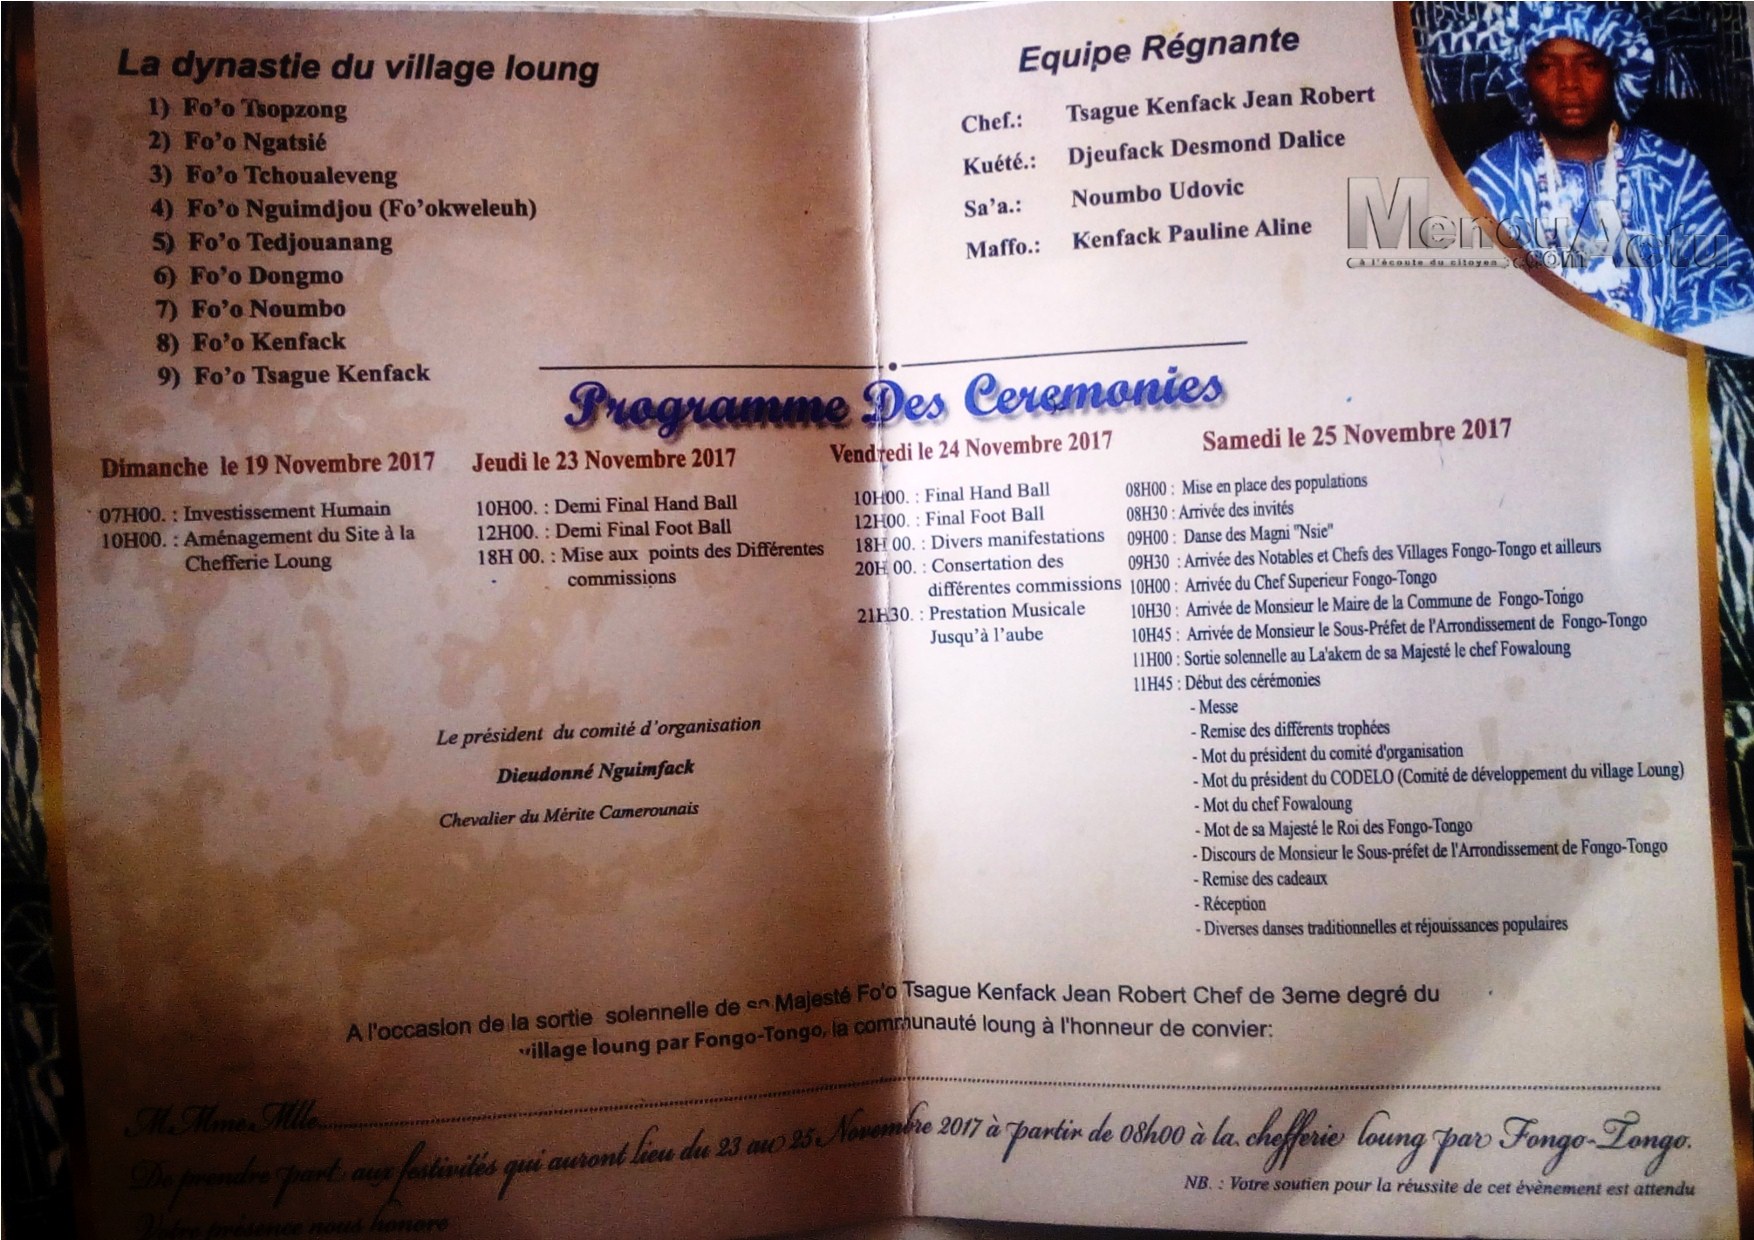 La dynastie du village loung
1) Fo'o Tsopzong
2) Fo'o Ngatsié
3) Fo'o Tchoualeveng
4) Fo'o Nguimdjou (Fo'okweleuh)
5) Fo'o Tedjouanang
6) Fo'o Dongmo
7) Fo'o Noumbo
8) Fo'o Kenfack
9) Fo'o Tsague Kenfack
Equipe Régnante
Chef.: Tsague Kenfack Jean Robert
Kuété.: Djeufack Desmond Dalice
Sa'a.: Noumbo Udovic
Maffo.: Kenfack Pauline Aline
MenouActu
.com
à l'écoute du citoyen
Programme Des Ceremonies
Dimanche le 19 Novembre 2017
07H00. : Investissement Humain
10H00. : Aménagement du Site à la
Chefferie Loung
Jeudi le 23 Novembre 2017
10H00. : Demi Final Hand Ball
12H00. : Demi Final Foot Ball
18H 00. : Mise aux points des Différentes
commissions
Vendredi le 24 Novembre 2017
10H00. : Final Hand Ball
12H00. : Final Foot Ball
18H 00. : Divers manifestations
20H 00. : Consertation des
différentes commissions
21H30. : Prestation Musicale
Jusqu'à l'aube
Samedi le 25 Novembre 2017
08H00 : Mise en place des populations
08H30 : Arrivée des invités
09H00 : Danse des Magni "Nsie"
09H30 : Arrivée des Notables et Chefs des Villages Fongo-Tongo et ailleurs
10H00 : Arrivée du Chef Superieur Fongo-Tongo
10H30 : Arrivée de Monsieur le Maire de la Commune de Fongo-Tongo
10H45 : Arrivée de Monsieur le Sous-Préfet de l'Arrondissement de Fongo-Tongo
11H00 : Sortie solennelle au La'akem de sa Majesté le chef Fowaloung
11H45 : Début des cérémonies
- Messe
- Remise des différents trophées
- Mot du président du comité d'organisation
- Mot du président du CODELO (Comité de développement du village Loung)
- Mot du chef Fowaloung
- Mot de sa Majesté le Roi des Fongo-Tongo
- Discours de Monsieur le Sous-préfet de l'Arrondissement de Fongo-Tongo
- Remise des cadeaux
- Réception
- Diverses danses traditionnelles et réjouissances populaires
Le président du comité d'organisation
Dieudonné Nguimfack
Chevalier du Mérite Camerounais
A l'occasion de la sortie solennelle de sa Majesté Fo'o Tsague Kenfack Jean Robert Chef de 3eme degré du
village loung par Fongo-Tongo, la communauté loung à l'honneur de convier:
M. Mme. Mlle
De prendre part aux festivités qui auront lieu du 23 au 25 Novembre 2017 à partir de 08h00 à la chefferie loung par Fongo-Tongo.
NB. : Votre soutien pour la réussite de cet évènement est attendu
Votre présence nous honore